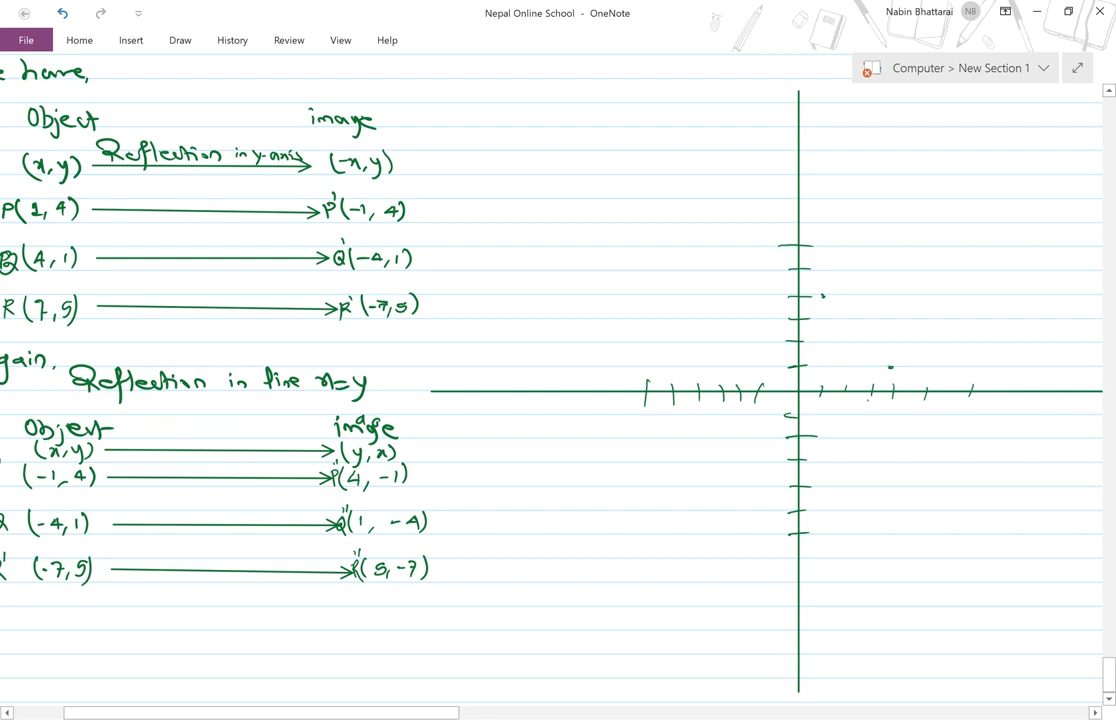 Nepal Online School - OneNote
Nabin Bhattarai NB
File Home Insert Draw History Review View Help
Computer > New Section 1
have,
Object image
(x,y) Reflection in y-axis (-x,y)
P(1, 4) P'(-1, 4)
Q(4,1) Q'(-4,1)
R(7,5) R'(-7,5)
gain. Reflection in line x=y
Object image
(x,y) (y,x)
(-1, 4) P''(4, -1)
(-4,1) Q''(1, -4)
(-7,5) R''(5,-7)